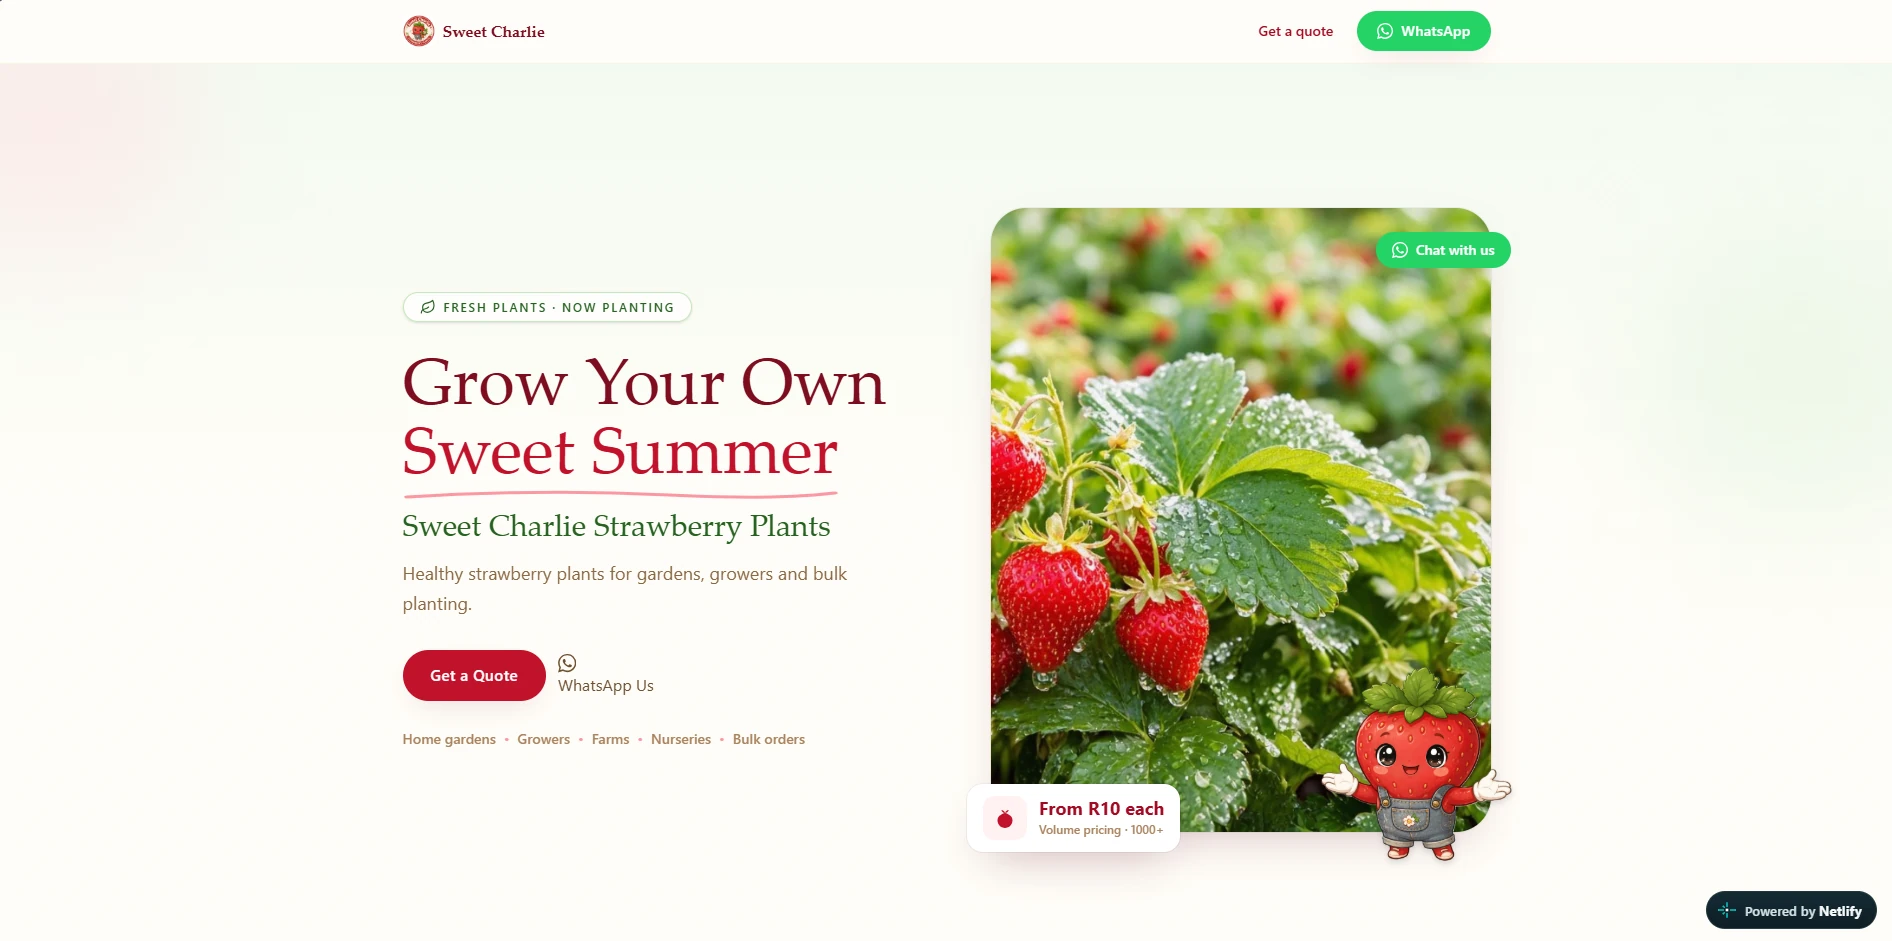 Sweet Charlie
Get a quote
WhatsApp
FRESH PLANTS · NOW PLANTING
Grow Your Own
Sweet Summer
Sweet Charlie Strawberry Plants
Healthy strawberry plants for gardens, growers and bulk
planting.
Get a Quote
WhatsApp Us
Home gardens • Growers • Farms • Nurseries • Bulk orders
Chat with us
From R10 each
Volume pricing · 1000+
Powered by Netlify